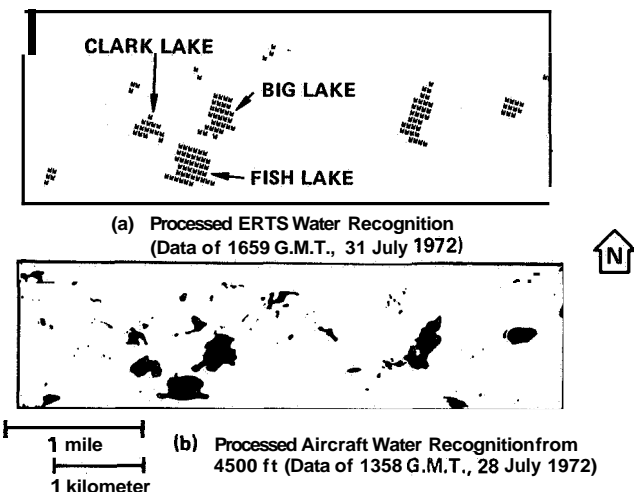 CLARK LAKE
BIG LAKE
FISH LAKE
(a) Processed ERTS Water Recognition
(Data of 1659 G.M.T., 31 July 1972)
N
1 mile
(b) Processed Aircraft Water Recognitionfrom
4500 ft (Data of 1358 G.M.T., 28 July 1972)
1 kilometer